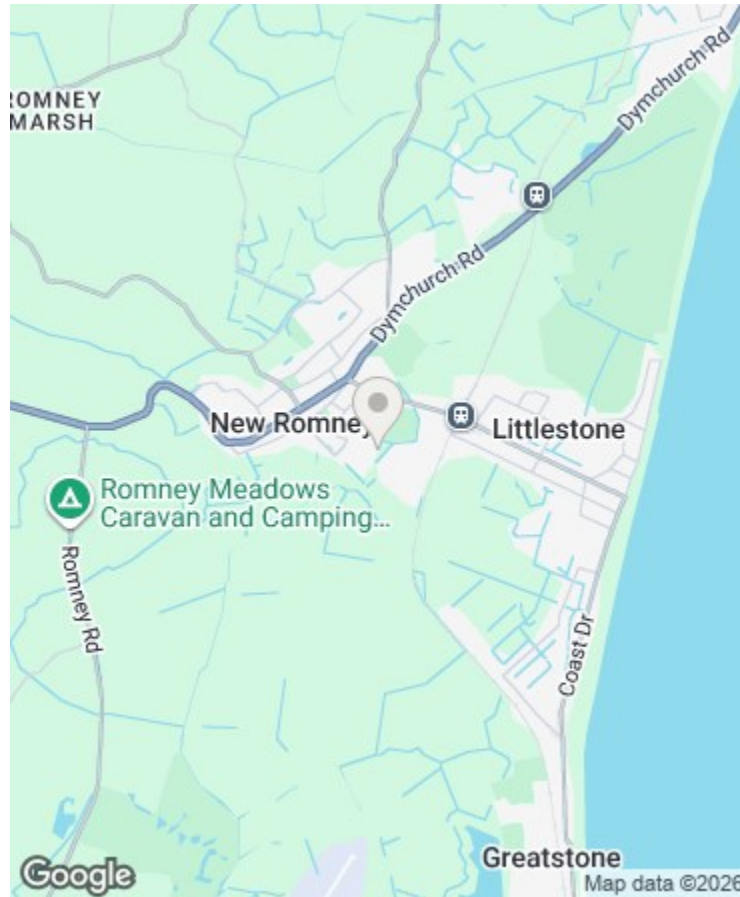 ROMNEY
MARSH
Dymchurch Rd
Dymchurch Rd
New Romney
Littlestone
Romney Meadows
Caravan and Camping...
Romney Rd
Coast Dr
Greatstone
Google
Map data ©2026